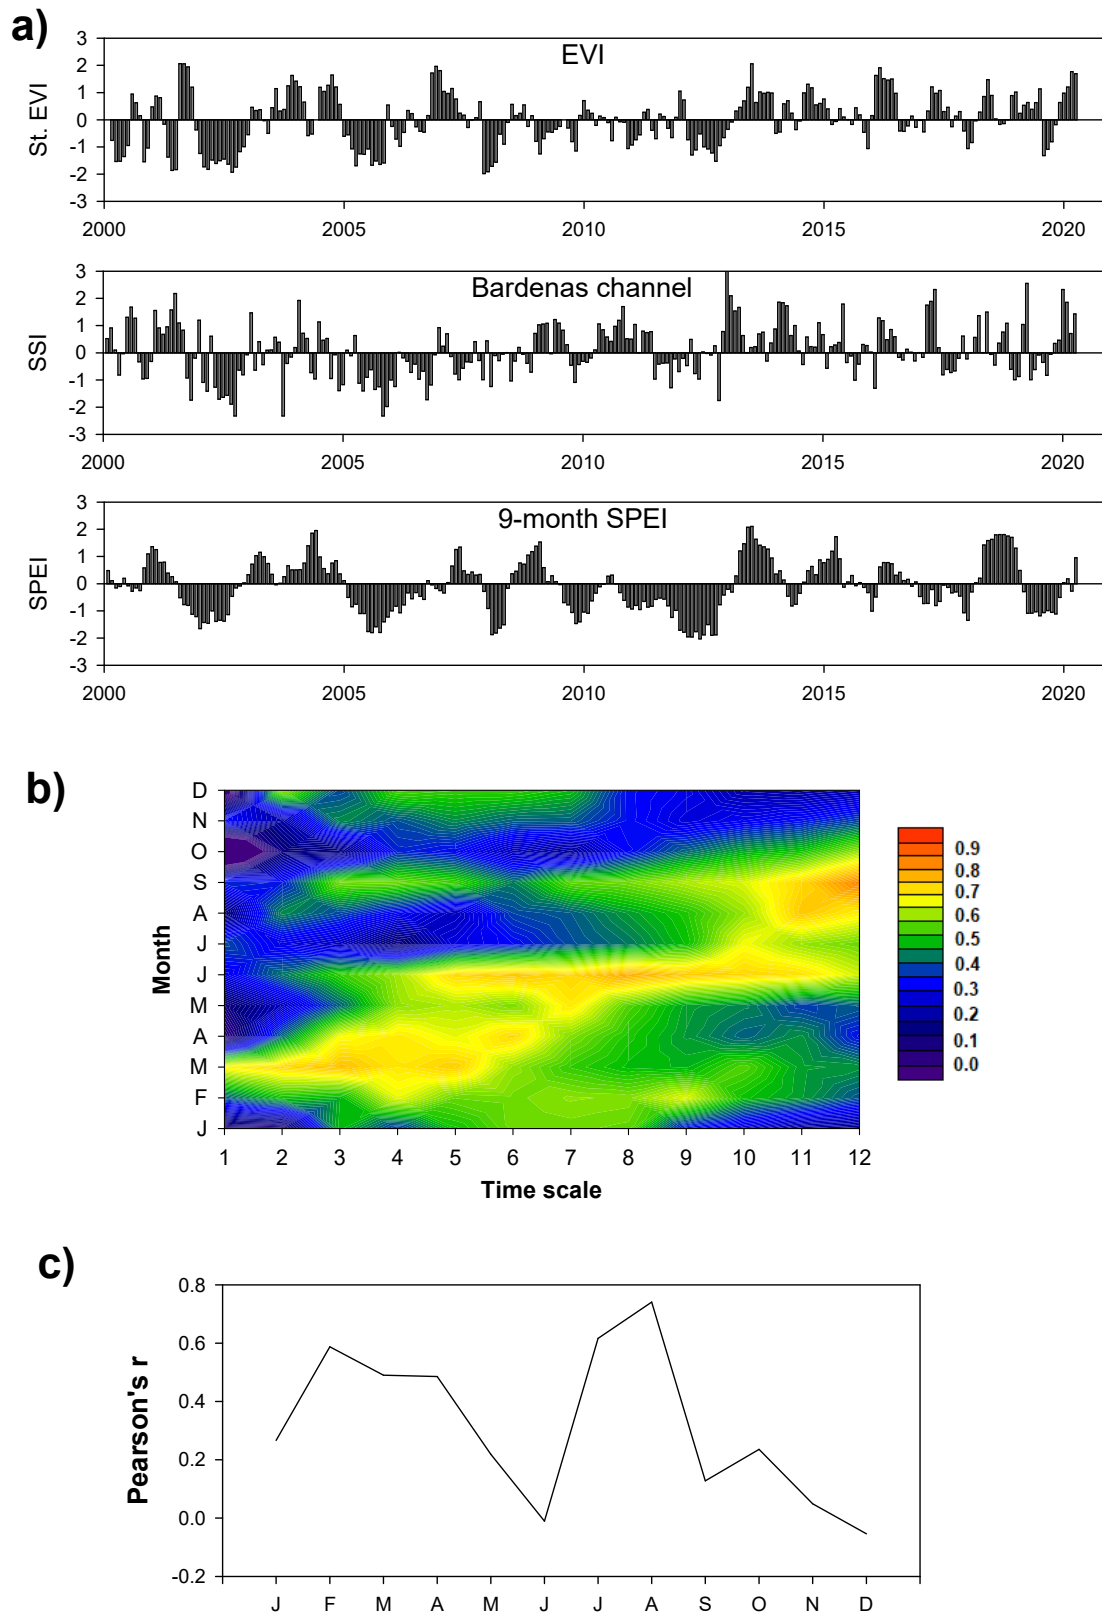 a)
EVI
St. EVI
3
2
1
0
-1
-2
-3
2000 2005 2010 2015 2020
Bardenas channel
SSI
3
2
1
0
-1
-2
-3
2000 2005 2010 2015 2020
9-month SPEI
SPEI
3
2
1
0
-1
-2
-3
2000 2005 2010 2015 2020
b)
Month
D
N
O
S
A
J
J
M
A
M
F
J
1 2 3 4 5 6 7 8 9 10 11 12
Time scale
0.9
0.8
0.7
0.6
0.5
0.4
0.3
0.2
0.1
0.0
c)
Pearson's r
0.8
0.6
0.4
0.2
0.0
-0.2
J F M A M J J A S O N D